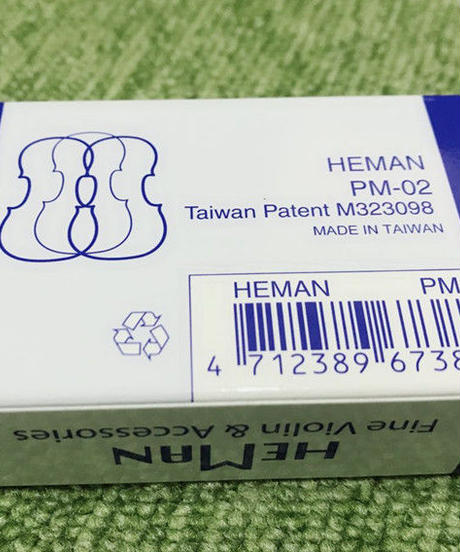 HEMAN
PM-02
Taiwan Patent M323098
MADE IN TAIWAN
HEMAN PM
4 712389 6738
HEMAN
Fine Violin & Accessories